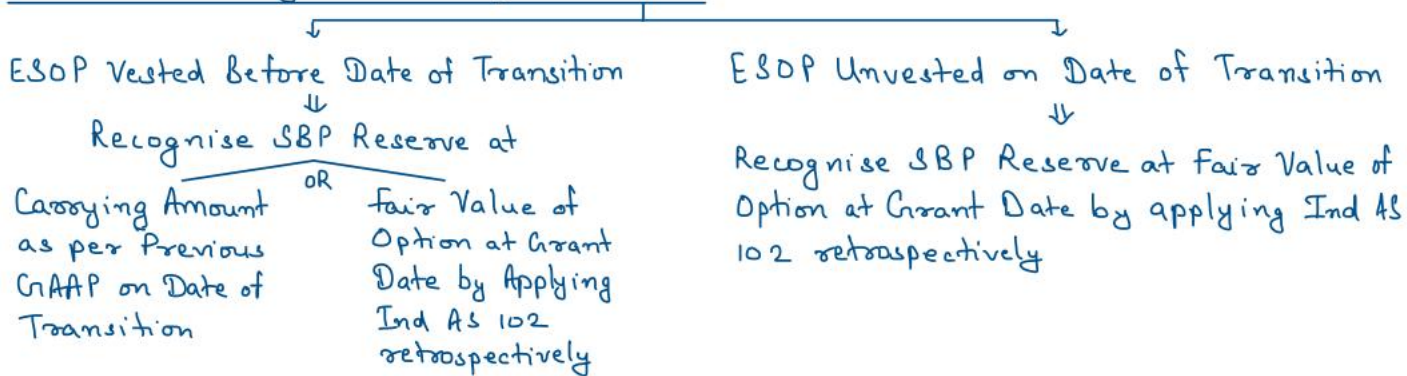 ESOP Vested Before Date of Transition
Recognise SBP Reserve at
OR
Carrying Amount
as per Previous
GAAP on Date of
Transition
Fair Value of
Option at Grant
Date by Applying
Ind AS 102
retrospectively
ESOP Unvested on Date of Transition
Recognise SBP Reserve at Fair Value of
Option at Grant Date by applying Ind AS
102 retrospectively